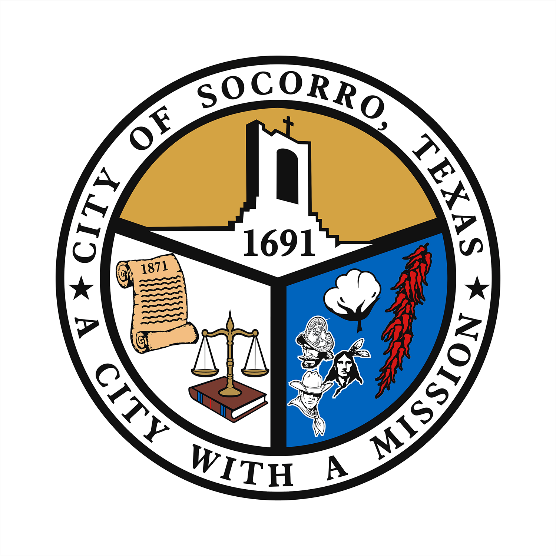 CITY OF SOCORRO, TEXAS
1691
1871
A CITY WITH A MISSION